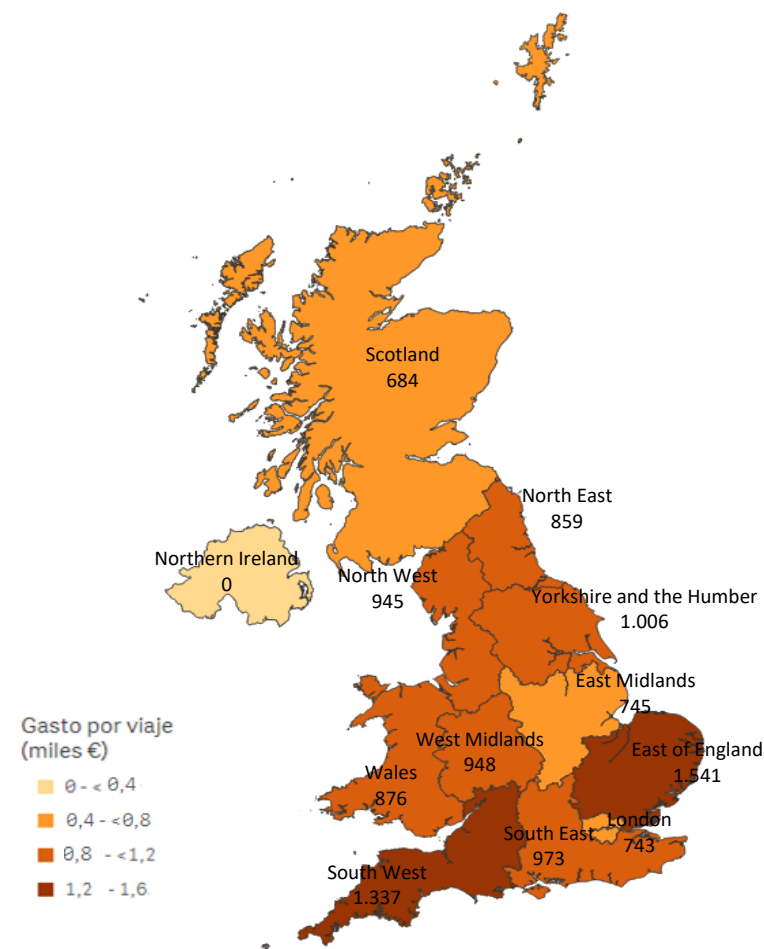 Scotland
684
North East
859
Northern Ireland
0
North West
945
Yorkshire and the Humber
1.006
East Midlands
745
West Midlands
948
East of England
1.541
Wales
876
London
743
South East
973
South West
1.337
Gasto por viaje
(miles €)
0 - < 0,4
0,4 - <0,8
0,8 - <1,2
1,2 - 1,6